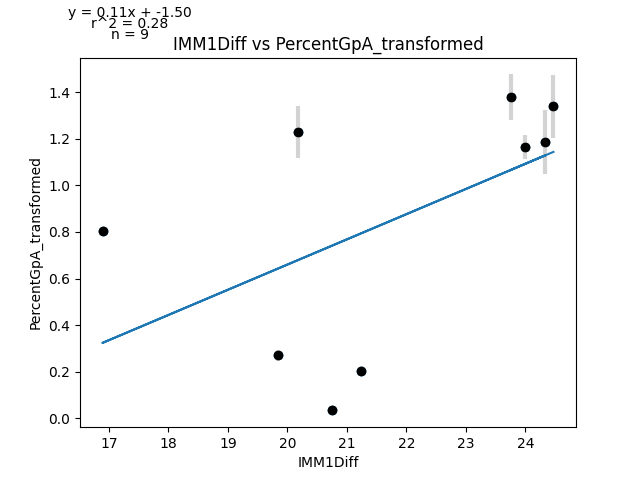 y = 0.11x + -1.50
r^2 = 0.28
n = 9
IMM1Diff vs PercentGpA_transformed
PercentGpA_transformed
1.4
1.2
1.0
0.8
0.6
0.4
0.2
0.0
17 18 19 20 21 22 23 24
IMM1Diff